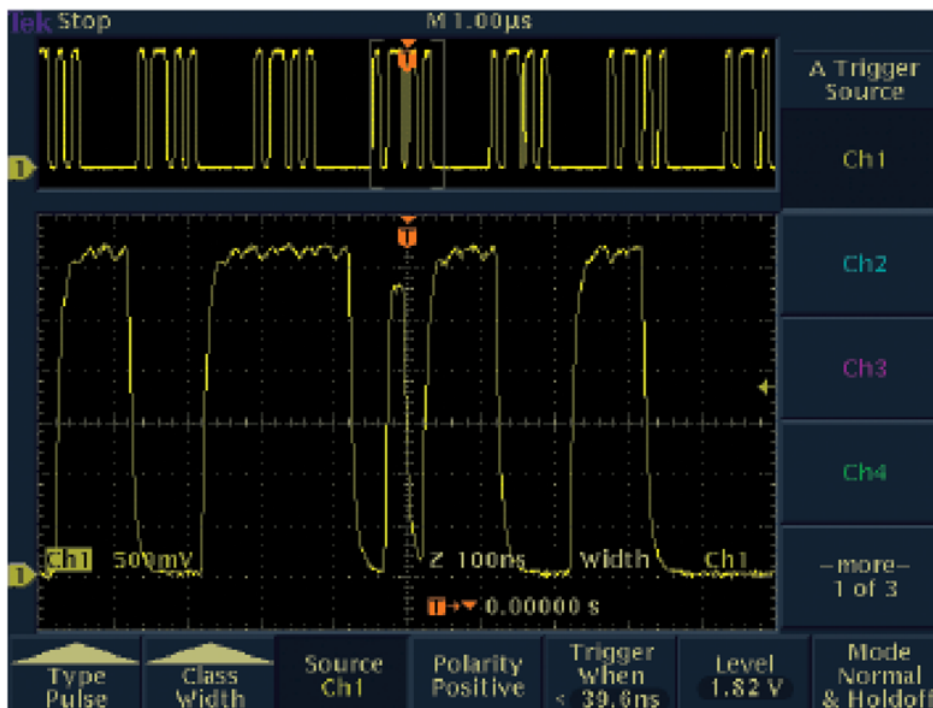 Tek Stop M 1.00µs
T
1
T
A Trigger
Source
Ch1
Ch2
Ch3
Ch4
–more–
1 of 3
Ch1 500mV Z 100ns Width Ch1
1
T→▼ 0.00000 s
Type
Pulse
Class
Width
Source
Ch1
Polarity
Positive
Trigger
When
< 39.6ns
Level
1.82 V
Mode
Normal
& Holdoff